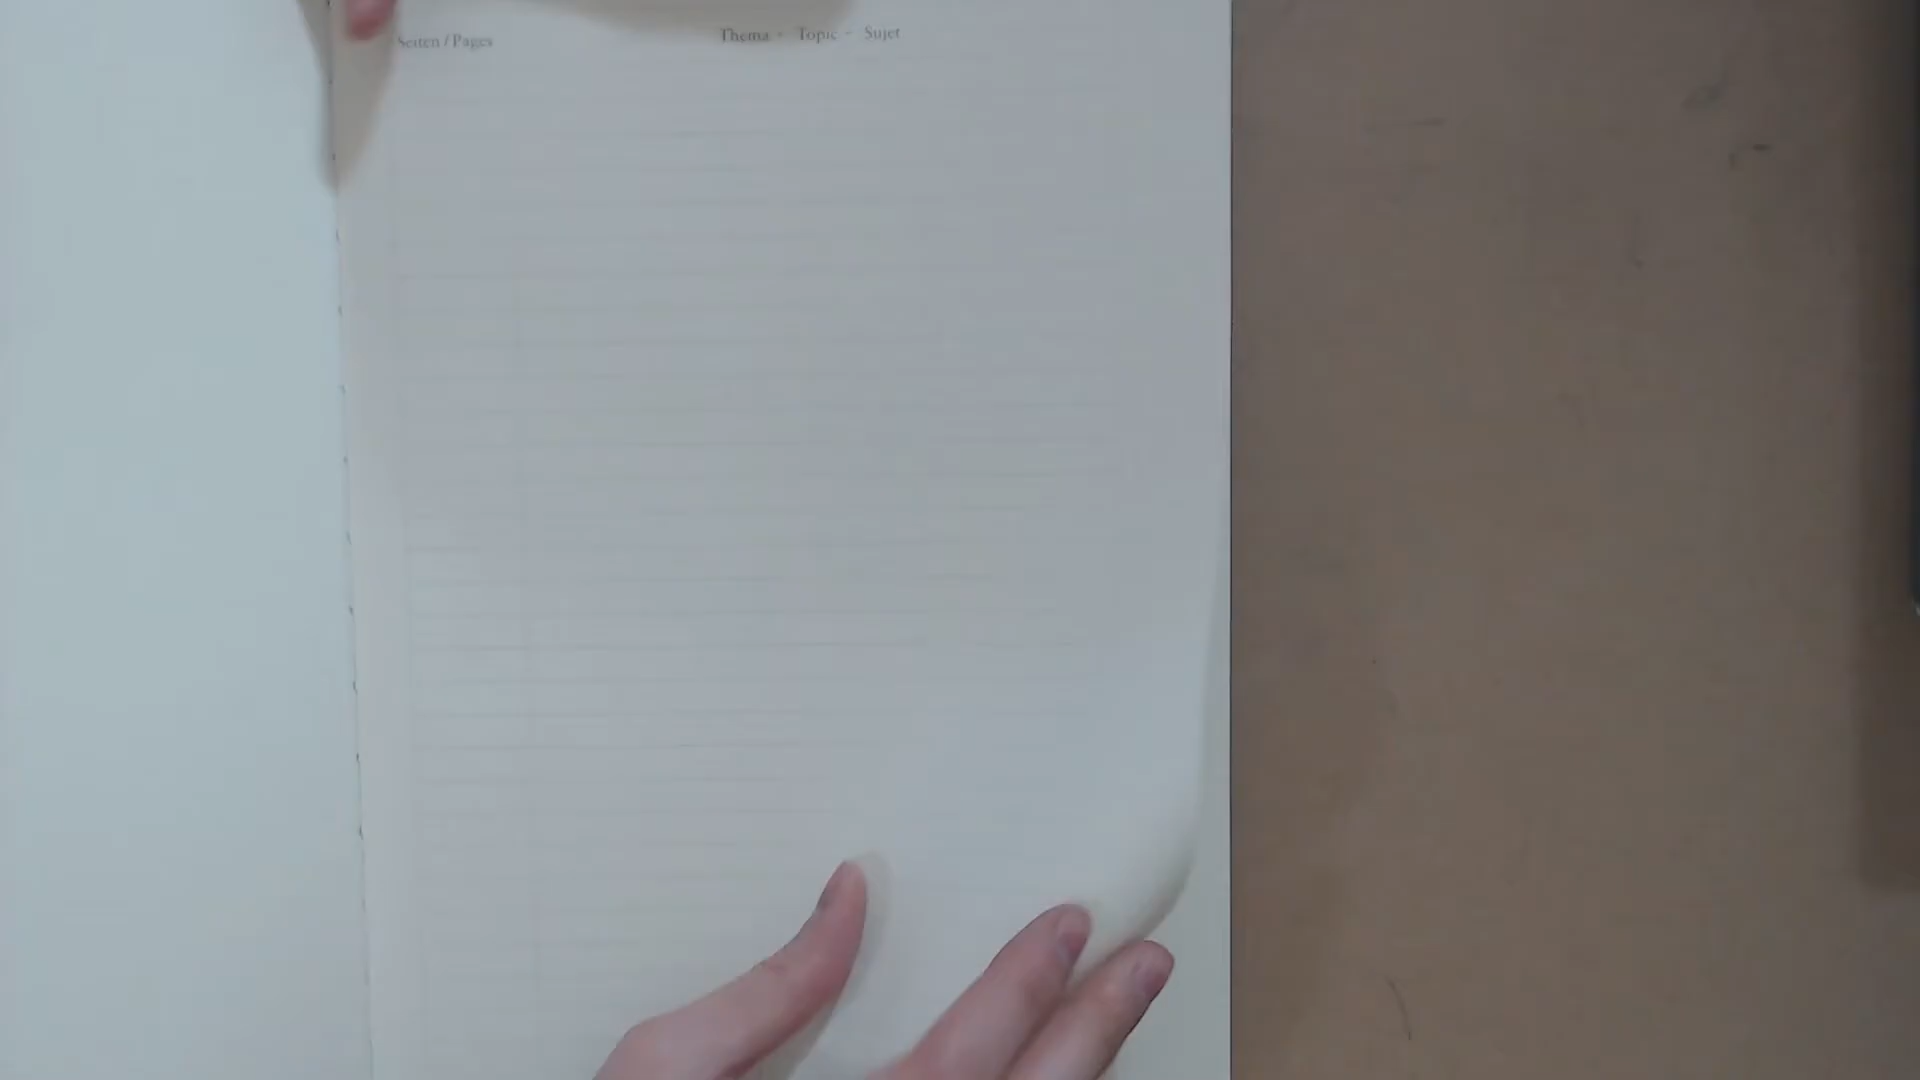 Seiten / Pages
Thema - Topic - Sujet